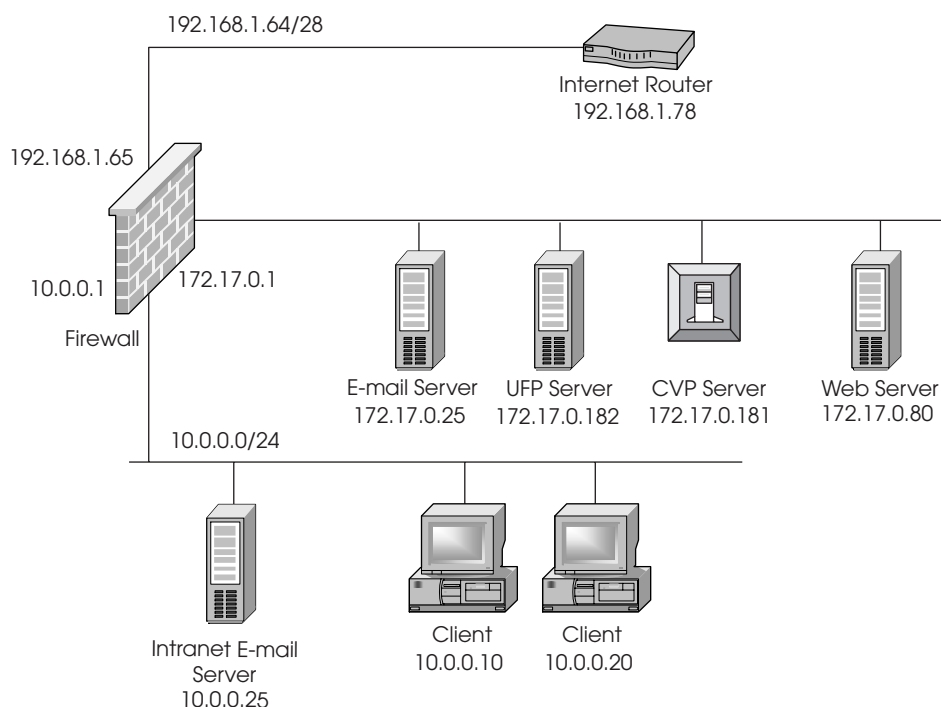 192.168.1.64/28
Internet Router
192.168.1.78
192.168.1.65
10.0.0.1
172.17.0.1
Firewall
E-mail Server
172.17.0.25
UFP Server
172.17.0.182
CVP Server
172.17.0.181
Web Server
172.17.0.80
10.0.0.0/24
Intranet E-mail
Server
10.0.0.25
Client
10.0.0.10
Client
10.0.0.20